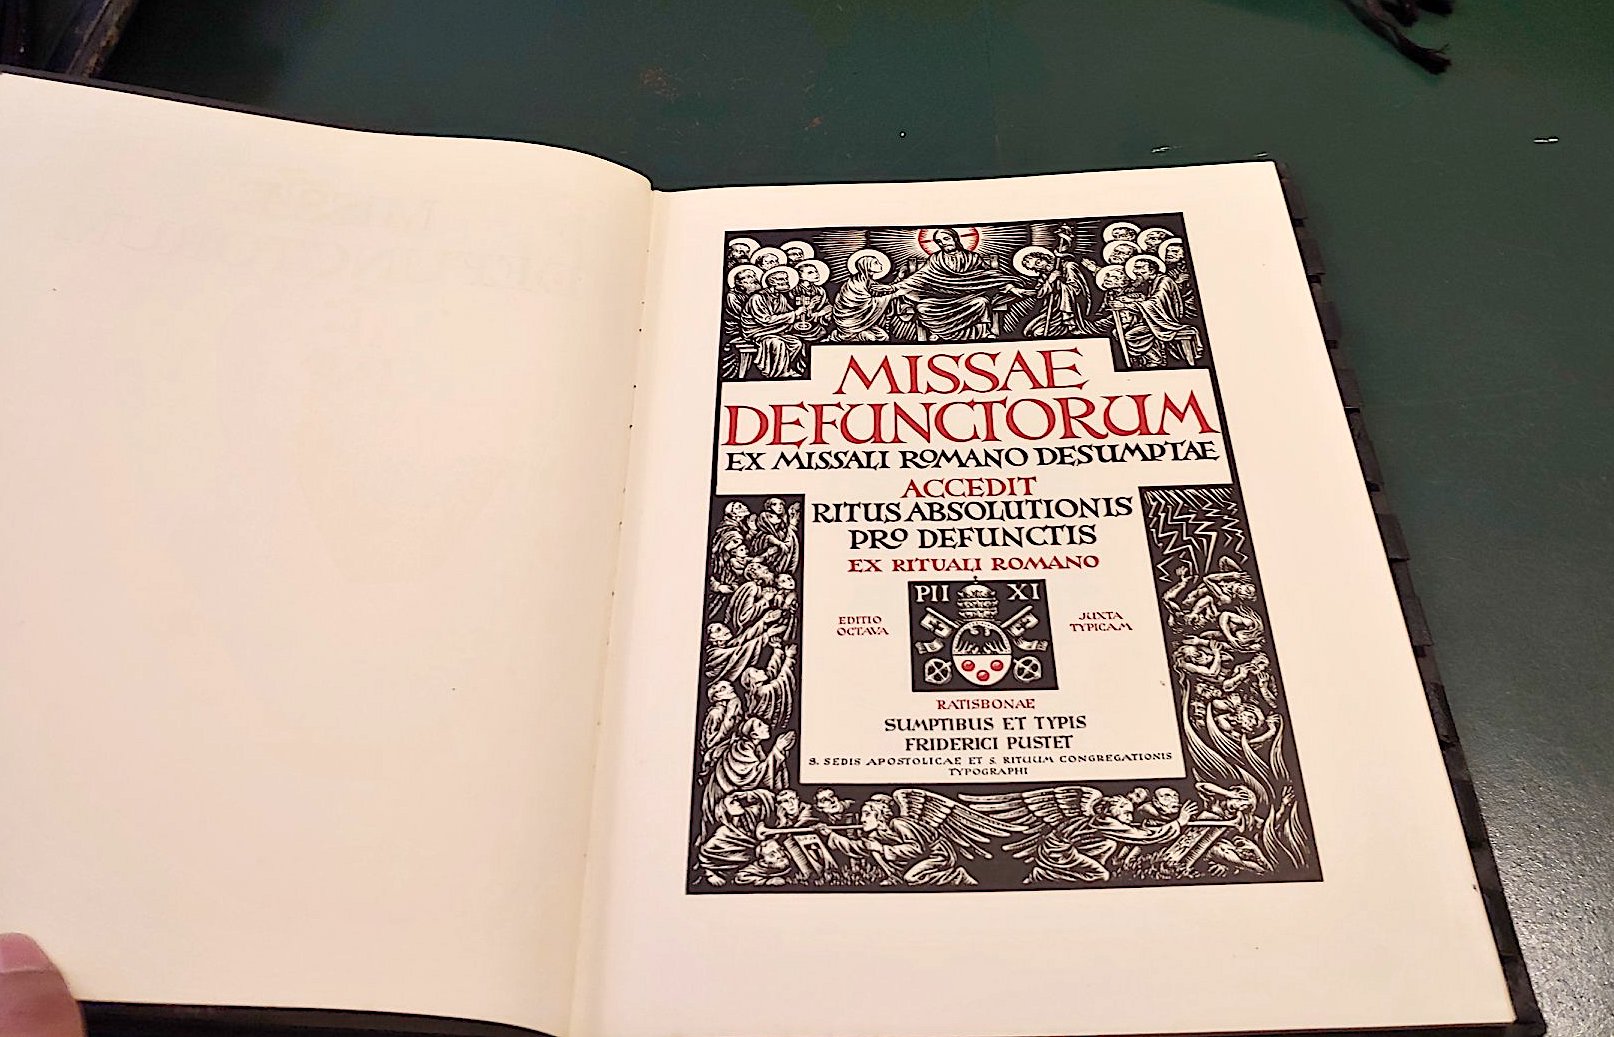 MISSAE
DEFUNCTORUM
EX MISSALI ROMANO DESUMPTAE
ACCEDIT
RITUS ABSOLUTIONIS
PRO DEFUNCTIS
EX RITUALI ROMANO
PII XI
EDITIO
OCTAVA
JUXTA
TYPICAM
RATISBONAE
SUMPTIBUS ET TYPIS
FRIDERICI PUSTET
S. SEDIS APOSTOLICAE ET S. RITUUM CONGREGATIONIS
TYPOGRAPHI